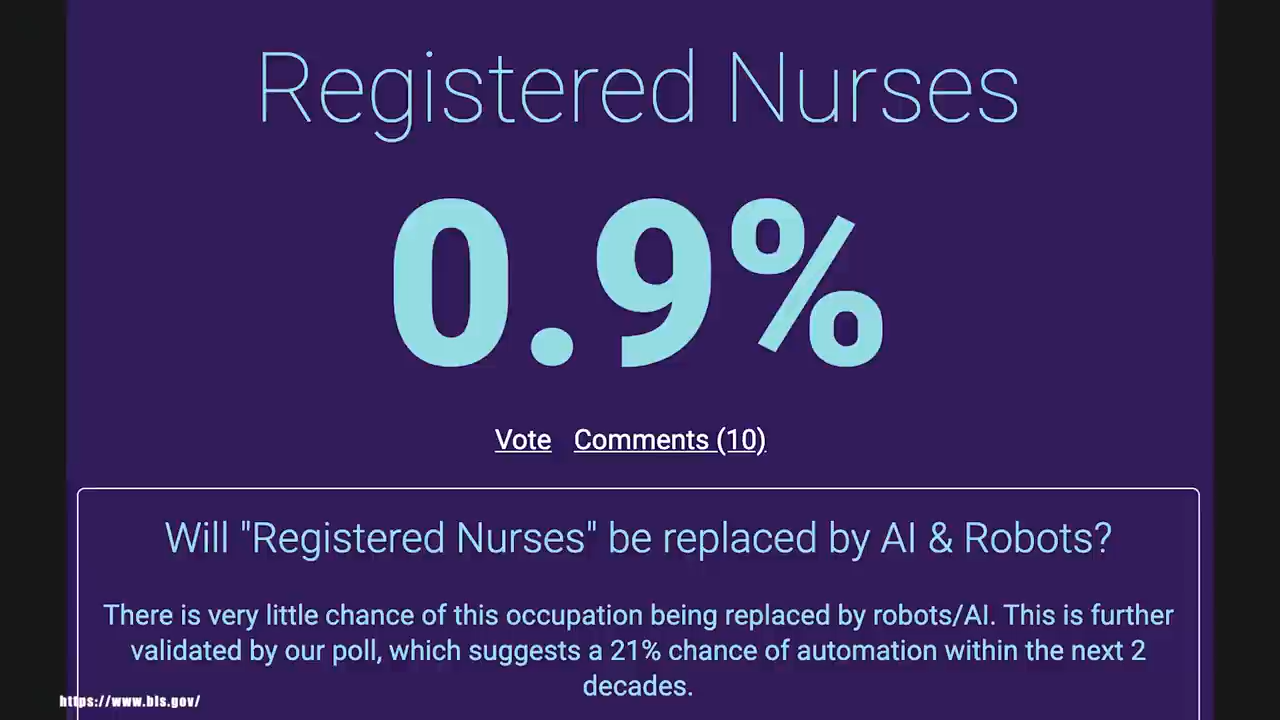 Registered Nurses
0.9%
Vote Comments (10)
Will "Registered Nurses" be replaced by AI & Robots?
There is very little chance of this occupation being replaced by robots/AI. This is further
validated by our poll, which suggests a 21% chance of automation within the next 2
decades.
https://www.bls.gov/